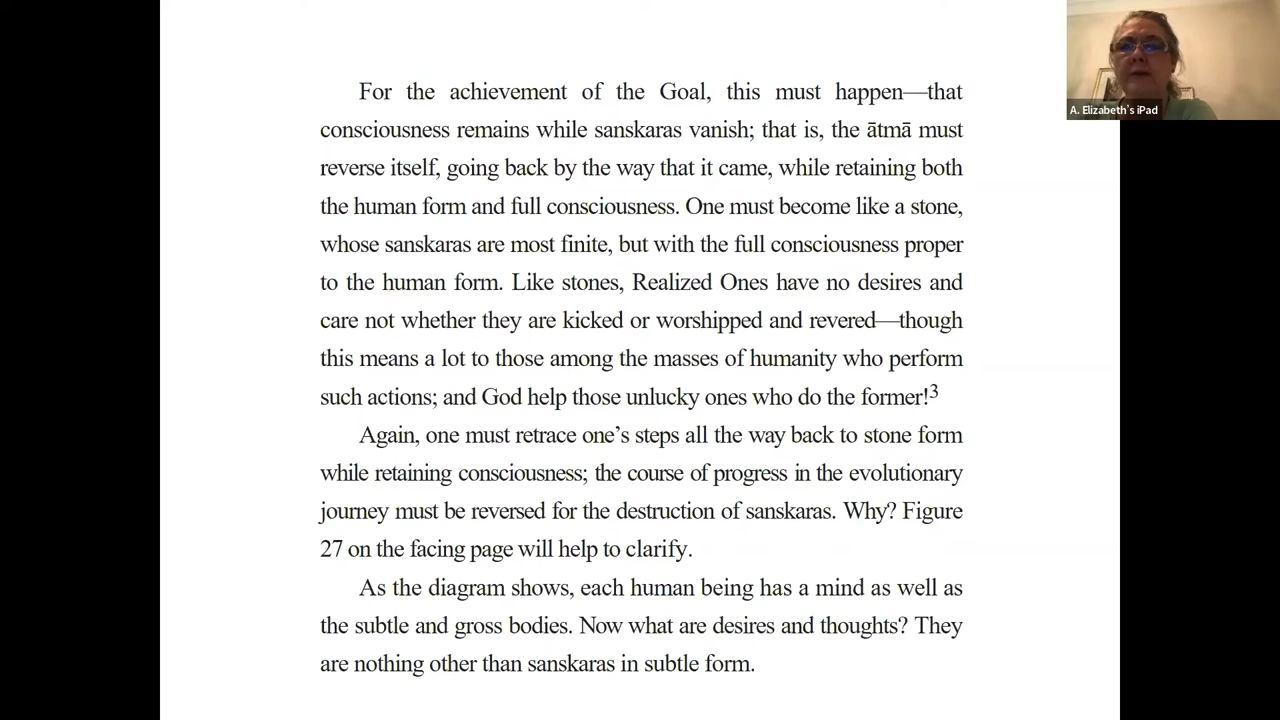 For the achievement of the Goal, this must happen—that
consciousness remains while sanskaras vanish; that is, the ātmā must
reverse itself, going back by the way that it came, while retaining both
the human form and full consciousness. One must become like a stone,
whose sanskaras are most finite, but with the full consciousness proper
to the human form. Like stones, Realized Ones have no desires and
care not whether they are kicked or worshipped and revered—though
this means a lot to those among the masses of humanity who perform
such actions; and God help those unlucky ones who do the former!3
Again, one must retrace one’s steps all the way back to stone form
while retaining consciousness; the course of progress in the evolutionary
journey must be reversed for the destruction of sanskaras. Why? Figure
27 on the facing page will help to clarify.
As the diagram shows, each human being has a mind as well as
the subtle and gross bodies. Now what are desires and thoughts? They
are nothing other than sanskaras in subtle form.
A. Elizabeth’s iPad